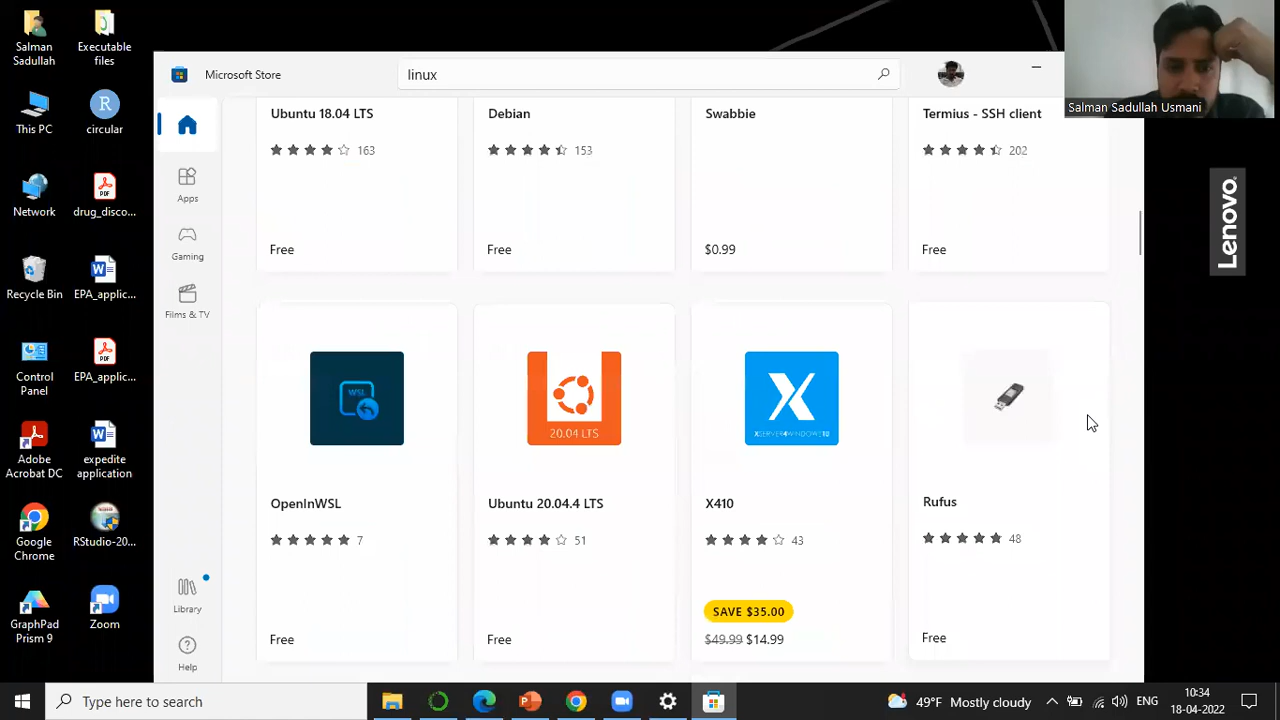 Salman
Sadullah
Executable
files
This PC
circular
Network
PDF
drug_disco...
Recycle Bin
EPA_applic...
Control
Panel
PDF
EPA_applic...
Adobe
Acrobat DC
expedite
application
Google
Chrome
RStudio-20...
GraphPad
Prism 9
Zoom
Microsoft Store
linux
Salman Sadullah Usmani
Lenovo
Apps
Gaming
Films & TV
Library
Help
Ubuntu 18.04 LTS
163
Free
Debian
153
Free
Swabbie
$0.99
Termius - SSH client
202
Free
WSL
OpenInWSL
7
Free
20.04 LTS
Ubuntu 20.04.4 LTS
51
Free
X
XSERVER4WINDOWS10
X410
43
SAVE $35.00
$49.99 $14.99
Rufus
48
Free
Type here to search
49°F Mostly cloudy
ENG
10:34
18-04-2022